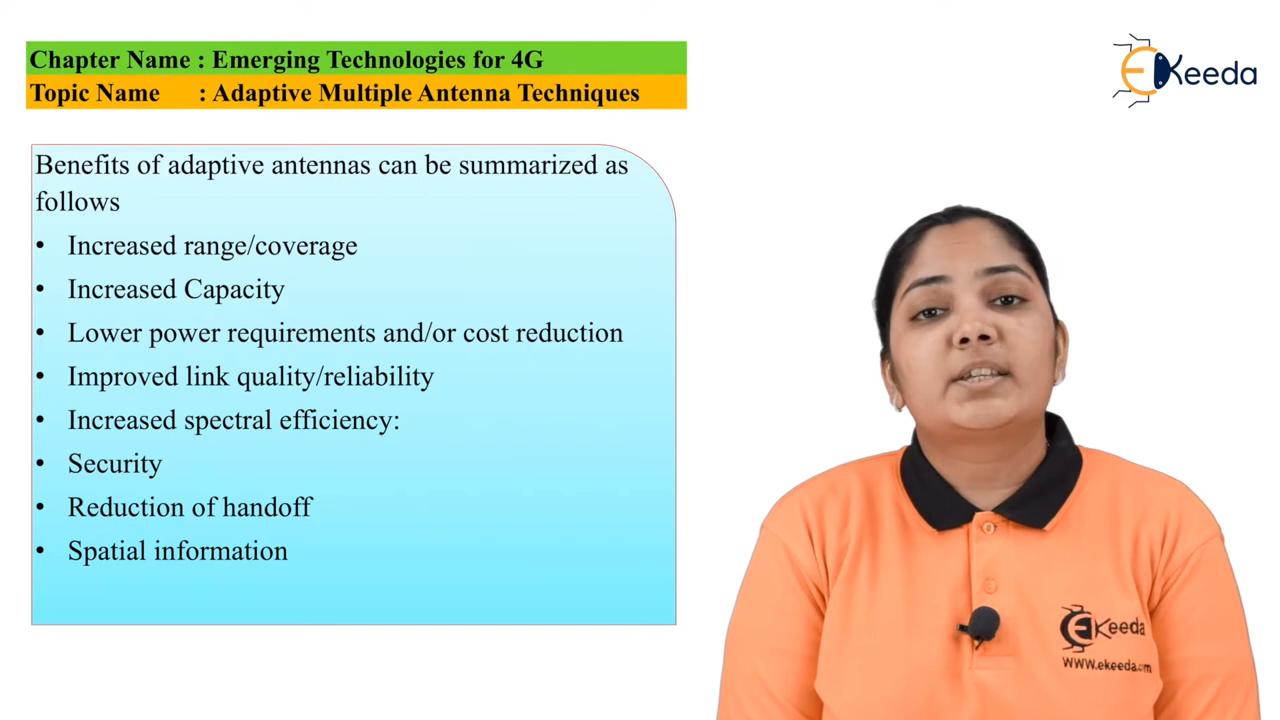 Chapter Name : Emerging Technologies for 4G
Topic Name : Adaptive Multiple Antenna Techniques
EKeeda
Benefits of adaptive antennas can be summarized as
follows
• Increased range/coverage
• Increased Capacity
• Lower power requirements and/or cost reduction
• Improved link quality/reliability
• Increased spectral efficiency:
• Security
• Reduction of handoff
• Spatial information
EKeeda
WWW.ekeeda.com